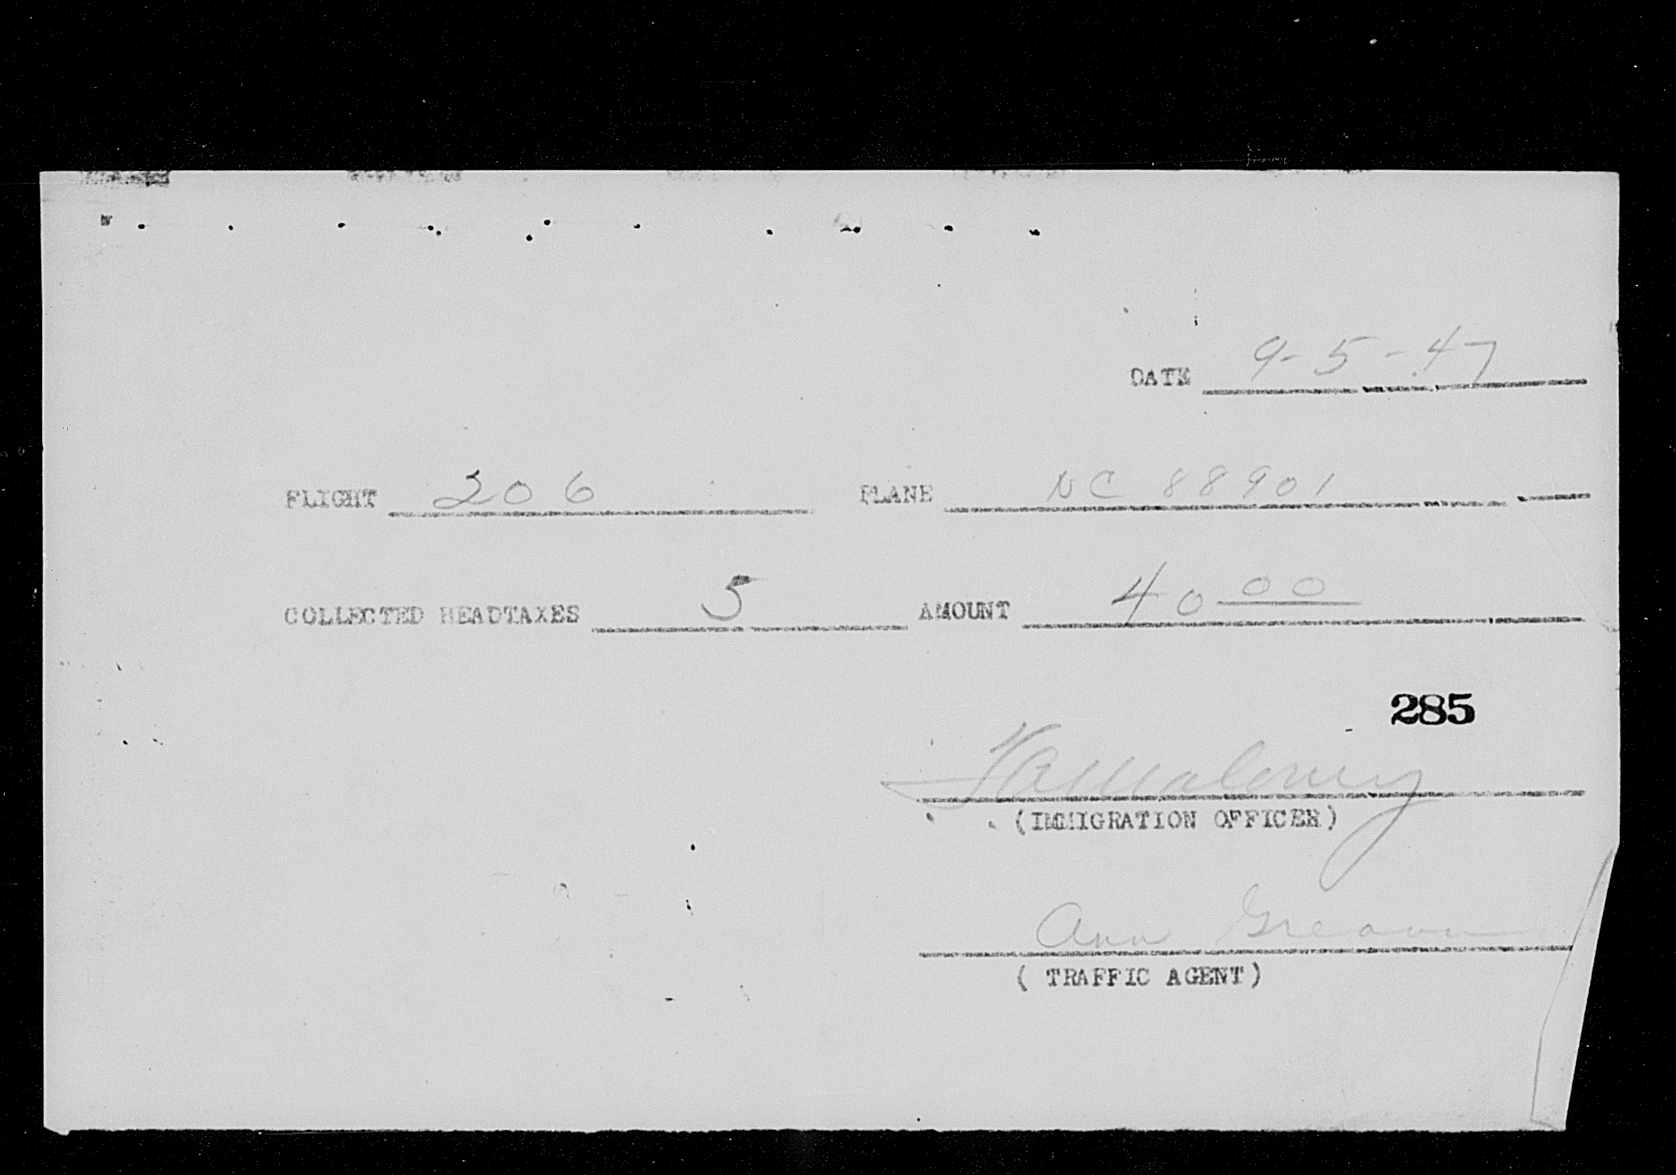 DATE 9-5-47
FLIGHT 206 PLANE NC 88901
COLLECTED HEADTAXES 5 AMOUNT 40 00
285
Maloney
(IMMIGRATION OFFICER)
Ann
( TRAFFIC AGENT)